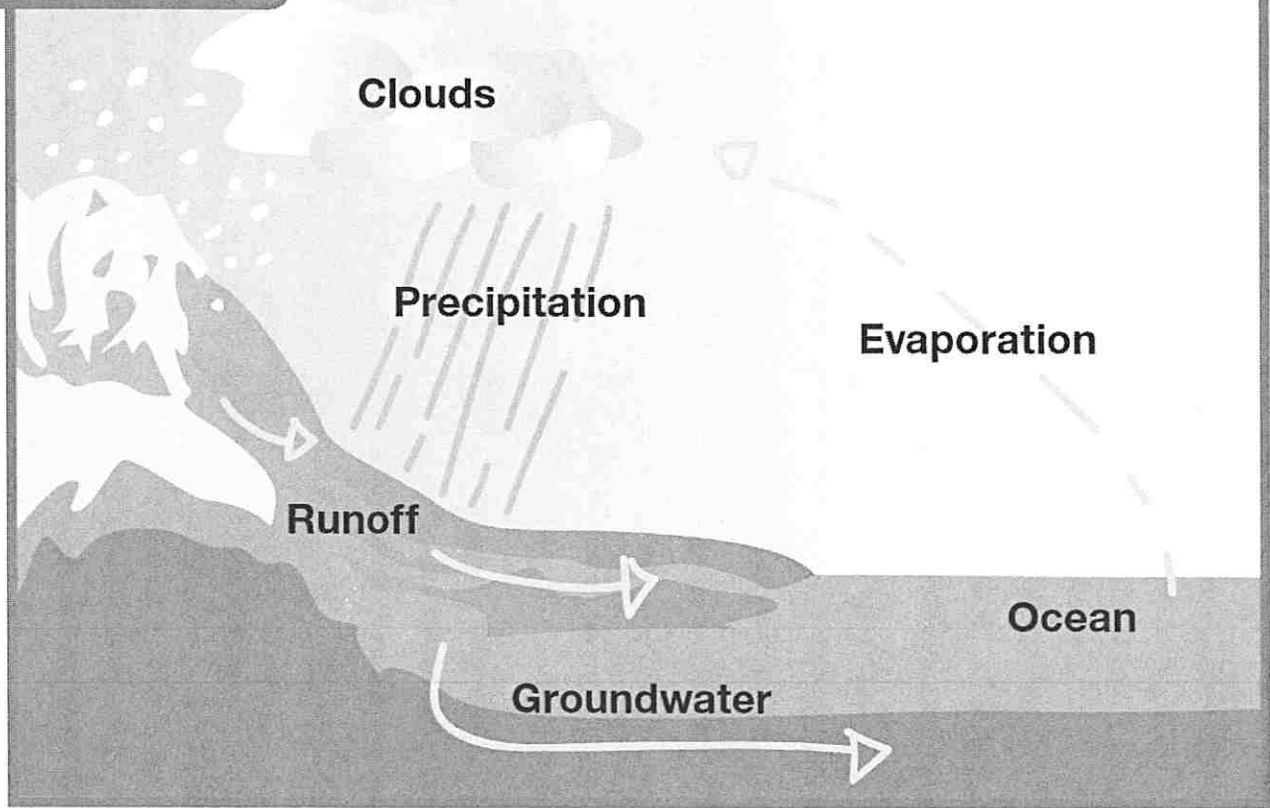 Clouds
Precipitation
Evaporation
Runoff
Ocean
Groundwater